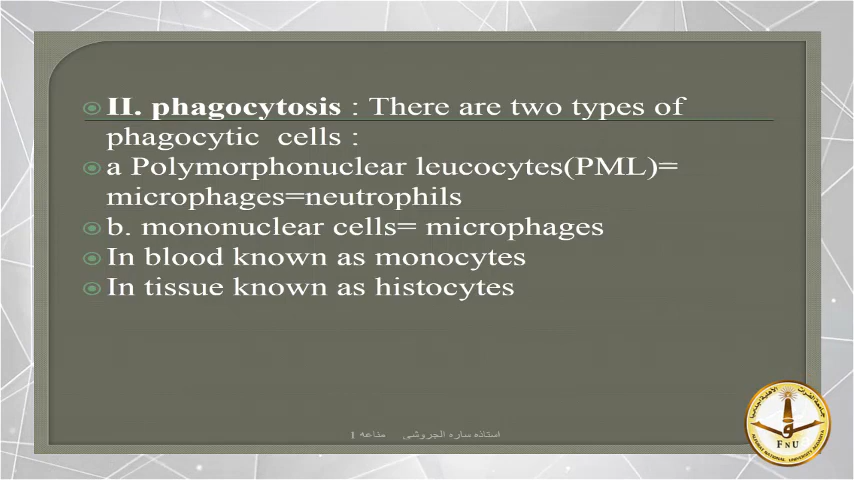 II. phagocytosis : There are two types of
phagocytic cells :
a Polymorphonuclear leucocytes(PML)=
microphages=neutrophils
b. mononuclear cells= microphages
In blood known as monocytes
In tissue known as histocytes
استاذه ساره الجروشي مناعه 1
FNU